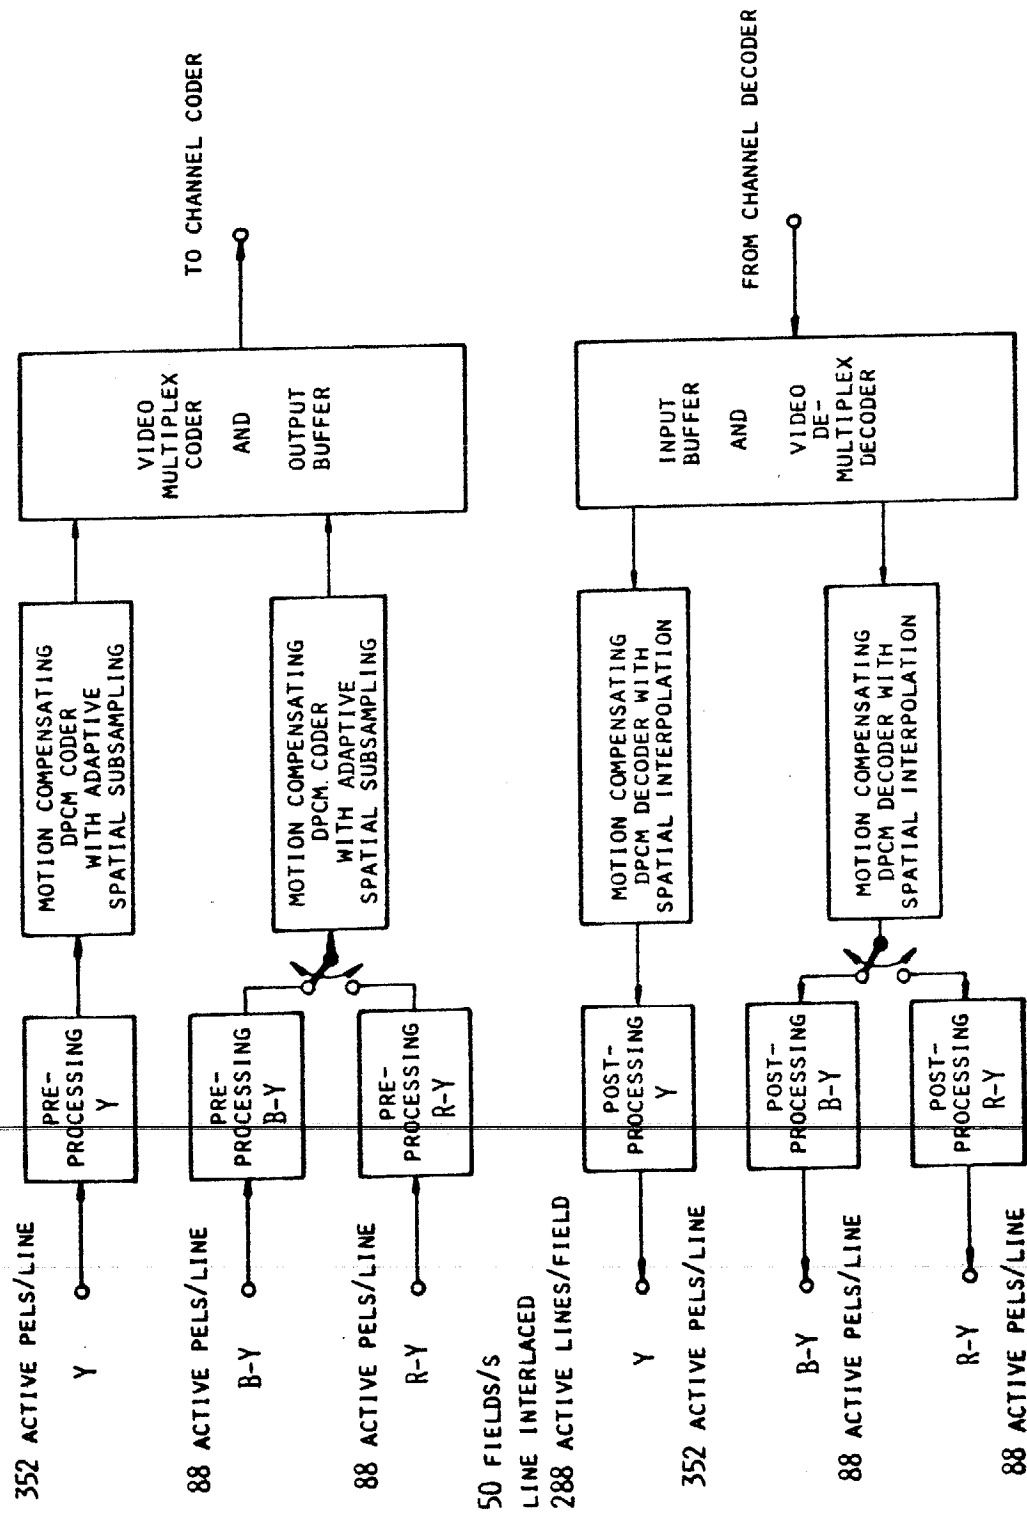 352 ACTIVE PELS/LINE
Y
PRE-
PROCESSING
Y
MOTION COMPENSATING
DPCM CODER
WITH ADAPTIVE
SPATIAL SUBSAMPLING
88 ACTIVE PELS/LINE
B-Y
PRE-
PROCESSING
B-Y
88 ACTIVE PELS/LINE
R-Y
PRE-
PROCESSING
R-Y
MOTION COMPENSATING
DPCM CODER
WITH ADAPTIVE
SPATIAL SUBSAMPLING
VIDEO
MULTIPLEX
CODER
AND
OUTPUT
BUFFER
TO CHANNEL CODER
50 FIELDS/S
LINE INTERLACED
288 ACTIVE LINES/FIELD
Y
352 ACTIVE PELS/LINE
POST-
PROCESSING
Y
MOTION COMPENSATING
DPCM DECODER WITH
SPATIAL INTERPOLATION
B-Y
88 ACTIVE PELS/LINE
POST-
PROCESSING
B-Y
R-Y
88 ACTIVE PELS/LINE
POST-
PROCESSING
R-Y
MOTION COMPENSATING
DPCM DECODER WITH
SPATIAL INTERPOLATION
INPUT
BUFFER
AND
VIDEO
DE-
MULTIPLEX
DECODER
FROM CHANNEL DECODER